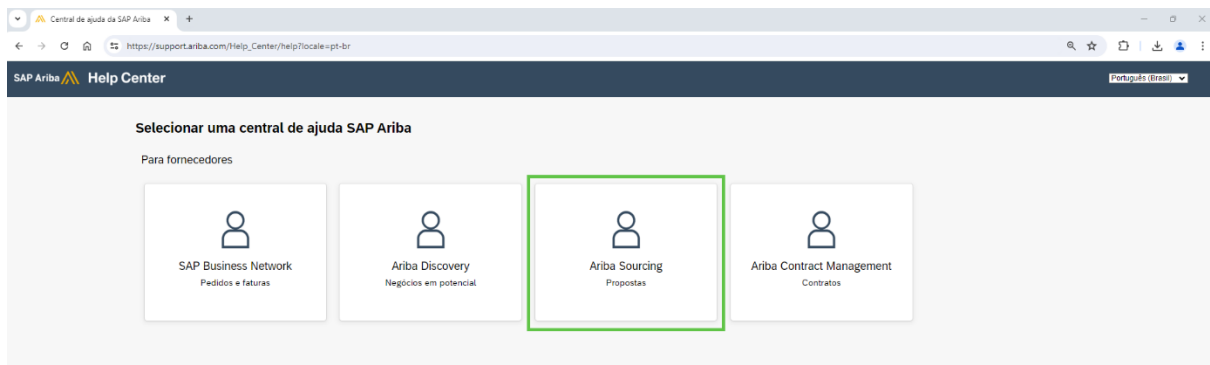 Central de ajuda da SAP Ariba
https://support.ariba.com/Help_Center/help?locale=pt-br
SAP Ariba Help Center
Português (Brasil)
Selecionar uma central de ajuda SAP Ariba
Para fornecedores
SAP Business Network
Pedidos e faturas
Ariba Discovery
Negócios em potencial
Ariba Sourcing
Propostas
Ariba Contract Management
Contratos